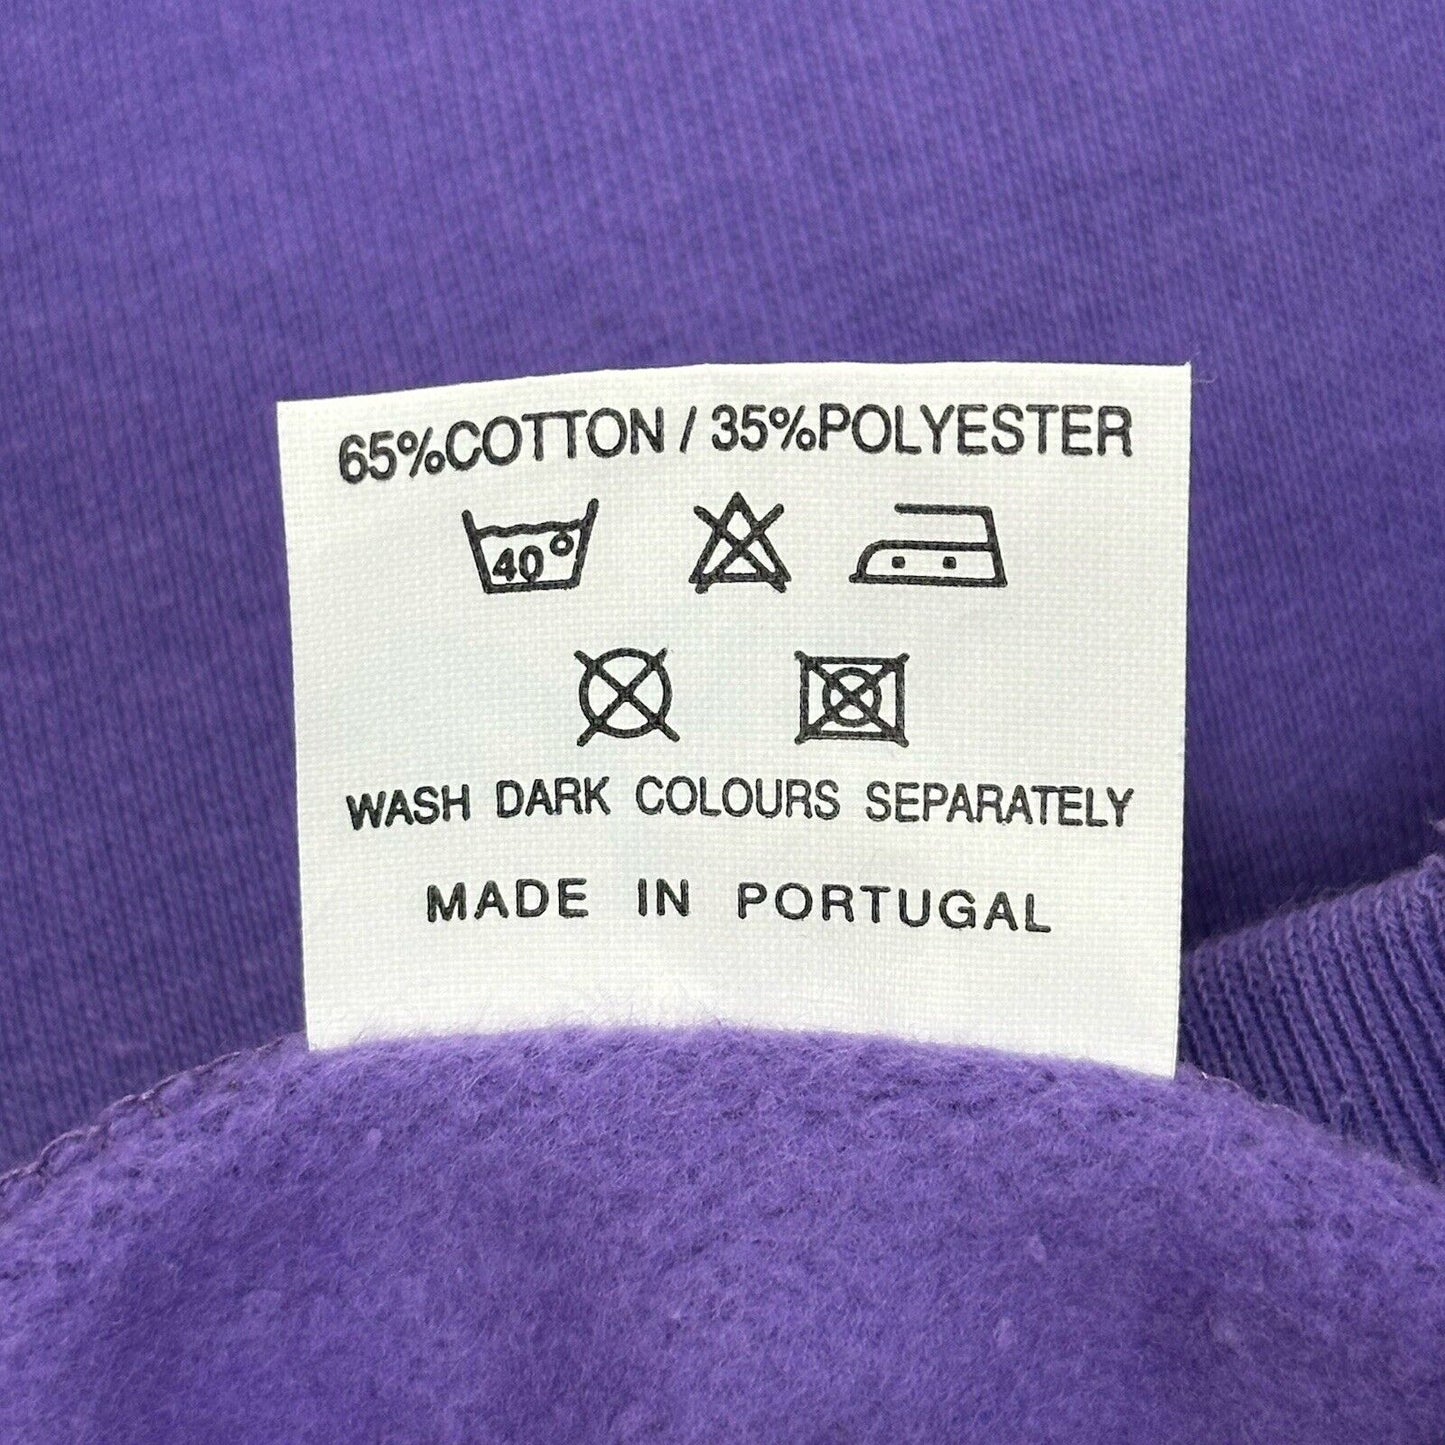 65%COTTON / 35%POLYESTER
40°
WASH DARK COLOURS SEPARATELY
MADE IN PORTUGAL